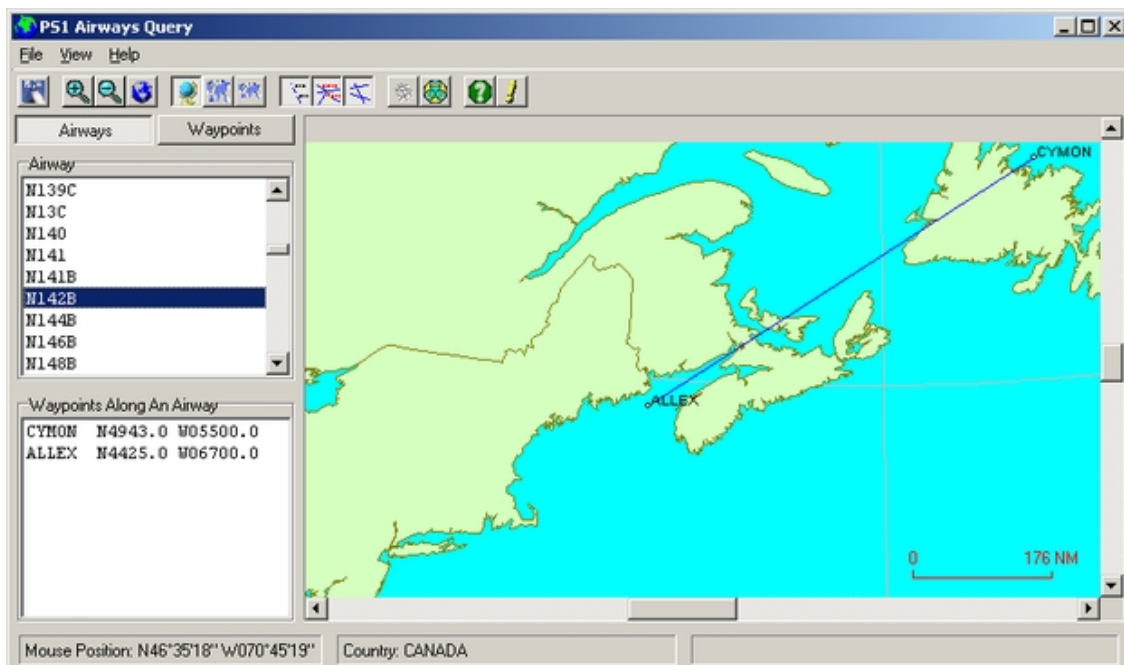 PS1 Airways Query
File View Help
Airways Waypoints
Airway
N139C
N13C
N140
N141
N141B
N142B
N144B
N146B
N148B
Waypoints Along An Airway
CYMON N4943.0 W05500.0
ALLEX N4425.0 W06700.0
CYMON
ALLEX
0 176 NM
Mouse Position: N46°35'18" W070°45'19" Country: CANADA